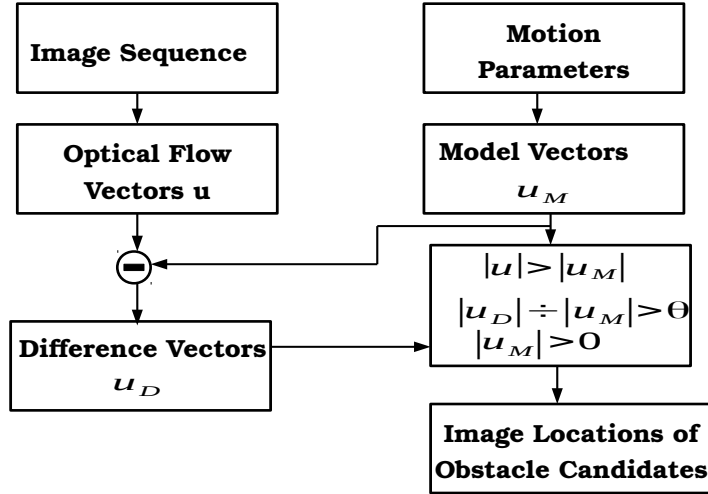 Image Sequence
Motion
Parameters
Optical Flow
Vectors u
Model Vectors
u_M
|u|>|u_M|
|u_D|÷|u_M|>Θ
|u_M|>0
Difference Vectors
u_D
Image Locations of
Obstacle Candidates